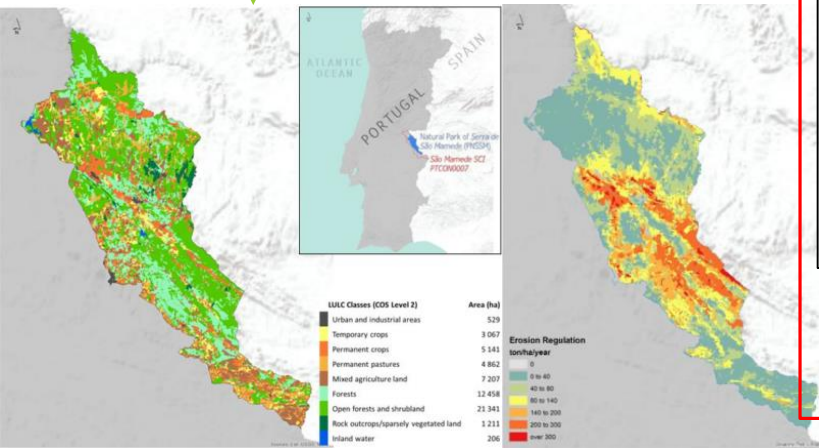 ATLANTIC
OCEAN
SPAIN
PORTUGAL
Natural Park of Serra de
São Mamede (PNSSM)
São Mamede SCI
PTCON0007
LULC Classes (COS Level 2) Area (ha)
Urban and industrial areas 529
Temporary crops 3 067
Permanent crops 5 141
Permanent pastures 4 862
Mixed agriculture land 7 207
Forests 12 458
Open forests and shrubland 21 341
Rock outcrops/sparsely vegetated land 1 211
Inland water 206
Erosion Regulation
ton/ha/year
0
0 to 40
40 to 80
80 to 140
140 to 200
200 to 300
over 300